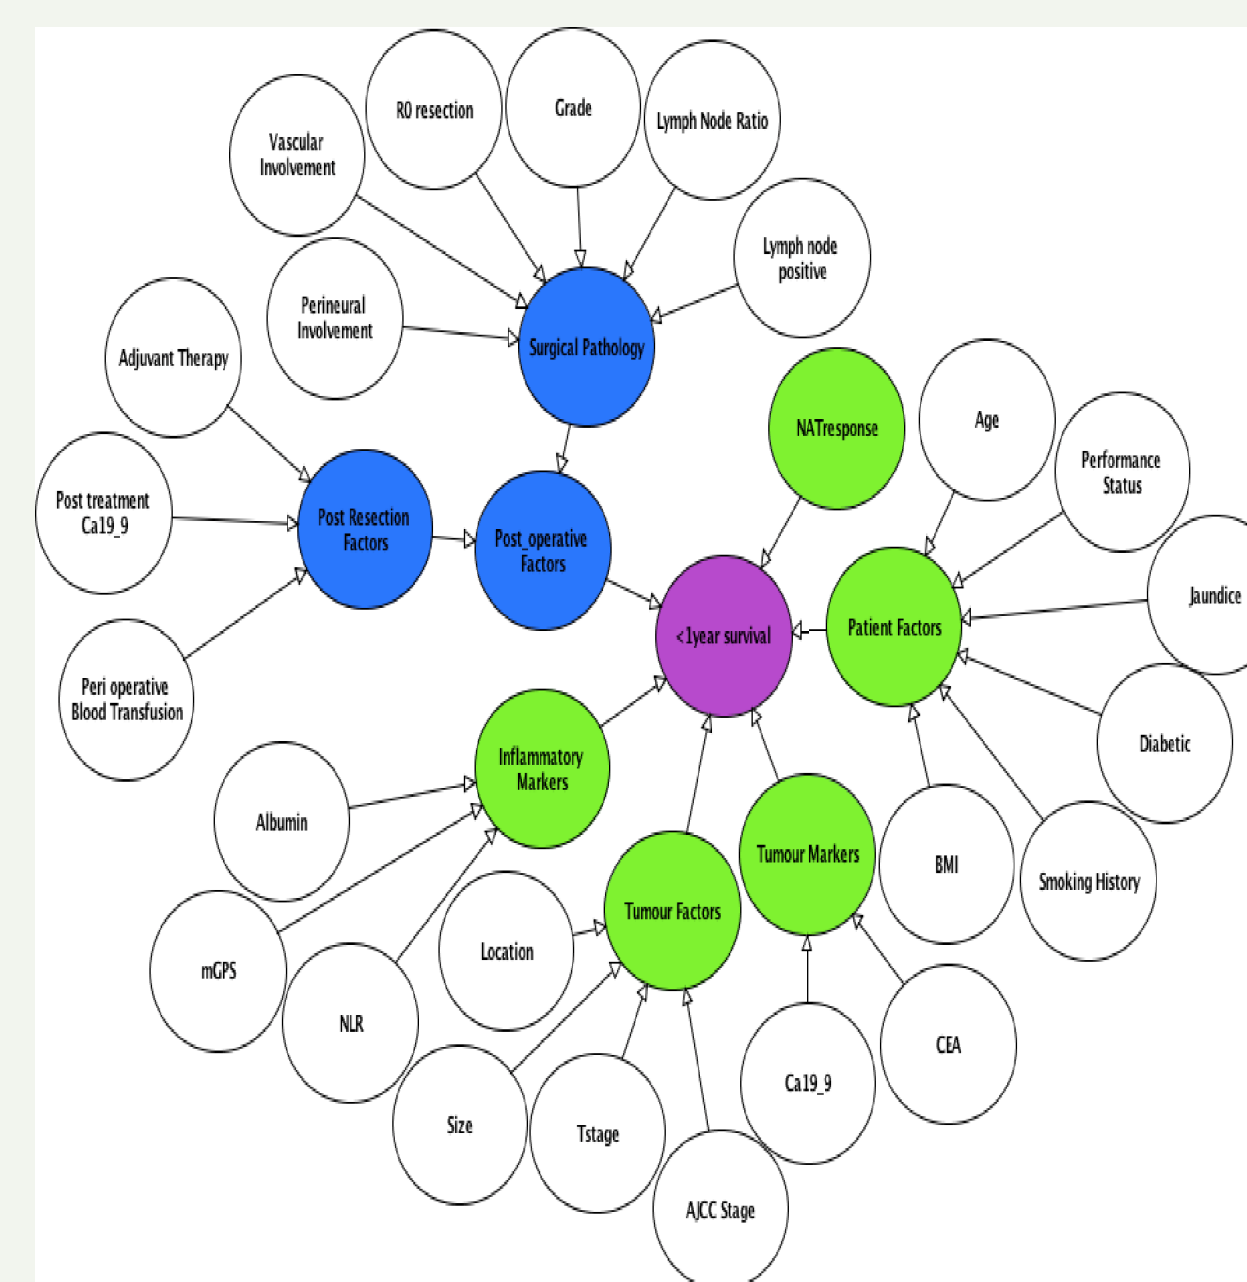 R0 resection
Grade
Lymph Node Ratio
Vascular
Involvement
Lymph node
positive
Perineural
Involvement
Surgical Pathology
Adjuvant Therapy
NATresponse
Age
Performance
Status
Post treatment
Ca19_9
Post Resection
Factors
Post_operative
Factors
Jaundice
<1year survival
Patient Factors
Peri operative
Blood Transfusion
Diabetic
Inflammatory
Markers
Albumin
Tumour Markers
BMI
Smoking History
Tumour Factors
Location
mGPS
NLR
CEA
Ca19_9
Size
Tstage
AJCC Stage